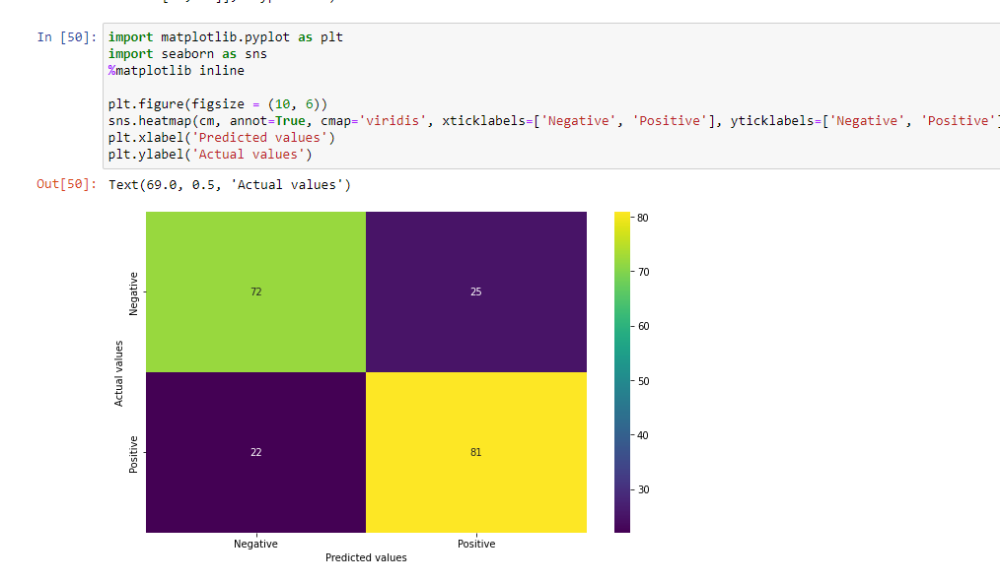 In [50]:
import matplotlib.pyplot as plt
import seaborn as sns
%matplotlib inline
plt.figure(figsize = (10, 6))
sns.heatmap(cm, annot=True, cmap='viridis', xticklabels=['Negative', 'Positive'], yticklabels=['Negative', 'Positive']
plt.xlabel('Predicted values')
plt.ylabel('Actual values')
Out[50]: Text(69.0, 0.5, 'Actual values')
80
70
60
50
40
30
Negative
72
25
Actual values
Positive
22
81
Negative
Positive
Predicted values